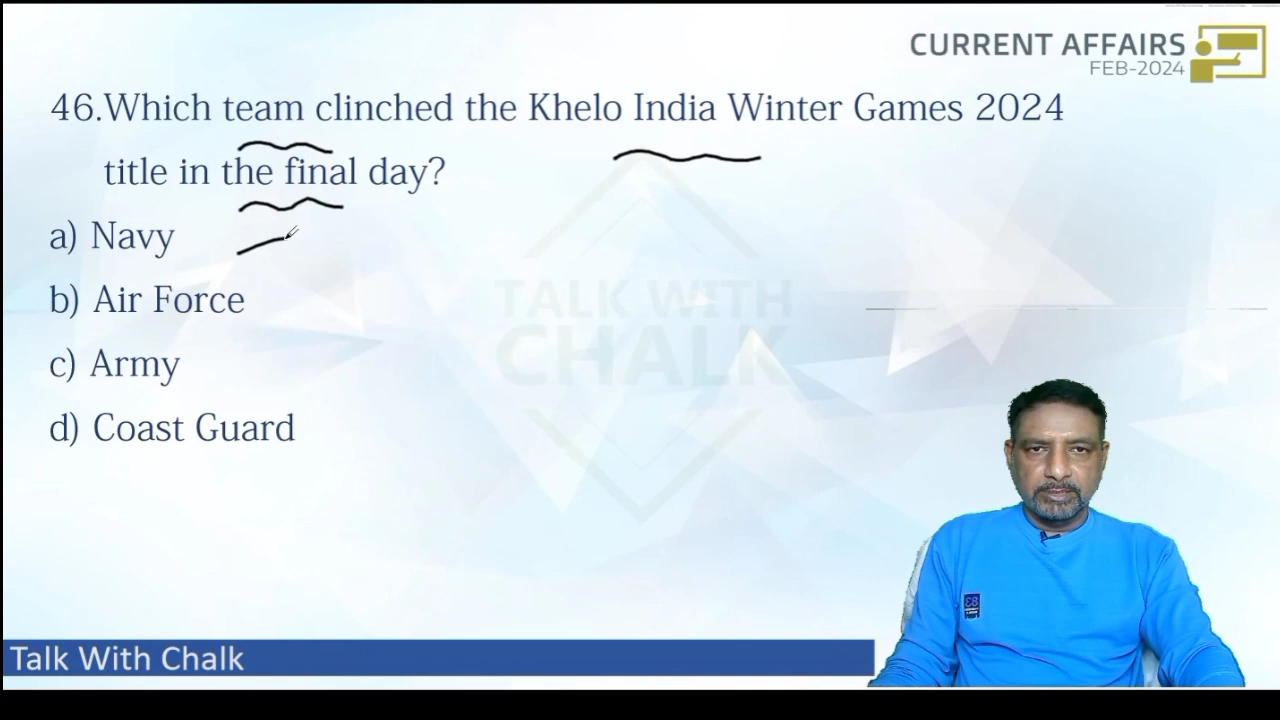 CURRENT AFFAIRS
FEB-2024
46.Which team clinched the Khelo India Winter Games 2024
title in the final day?
a) Navy
b) Air Force
TALK WITH
CHALK
c) Army
d) Coast Guard
Talk With Chalk